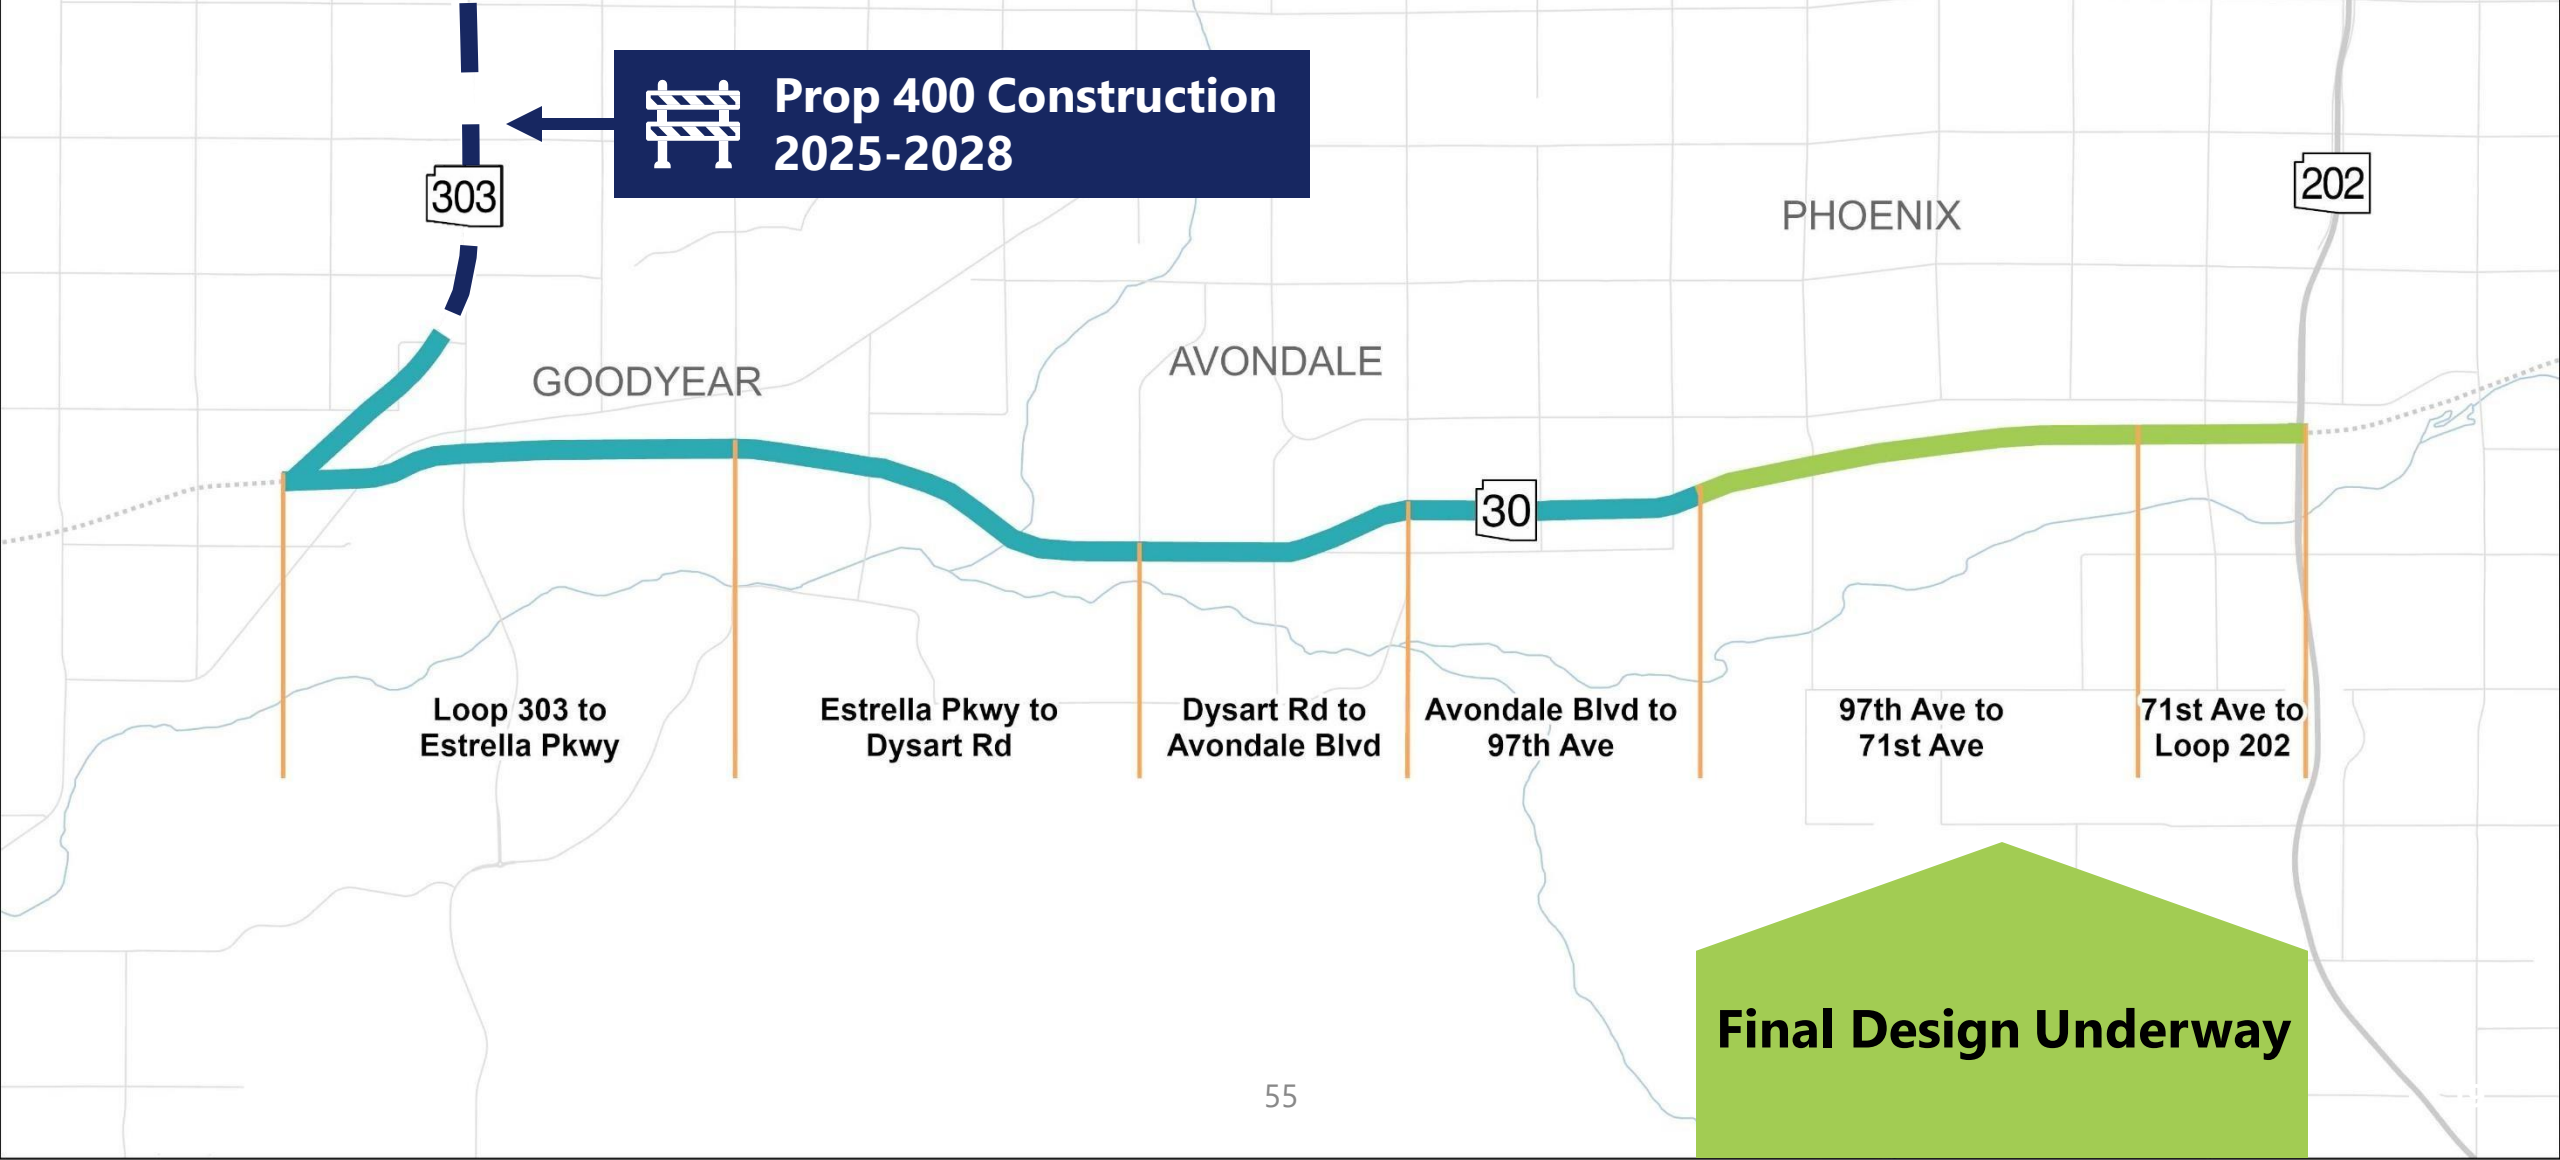 Prop 400 Construction
2025-2028
303
202
PHOENIX
AVONDALE
GOODYEAR
30
Loop 303 to
Estrella Pkwy
Estrella Pkwy to
Dysart Rd
Dysart Rd to
Avondale Blvd
Avondale Blvd to
97th Ave
97th Ave to
71st Ave
71st Ave to
Loop 202
Final Design Underway
55